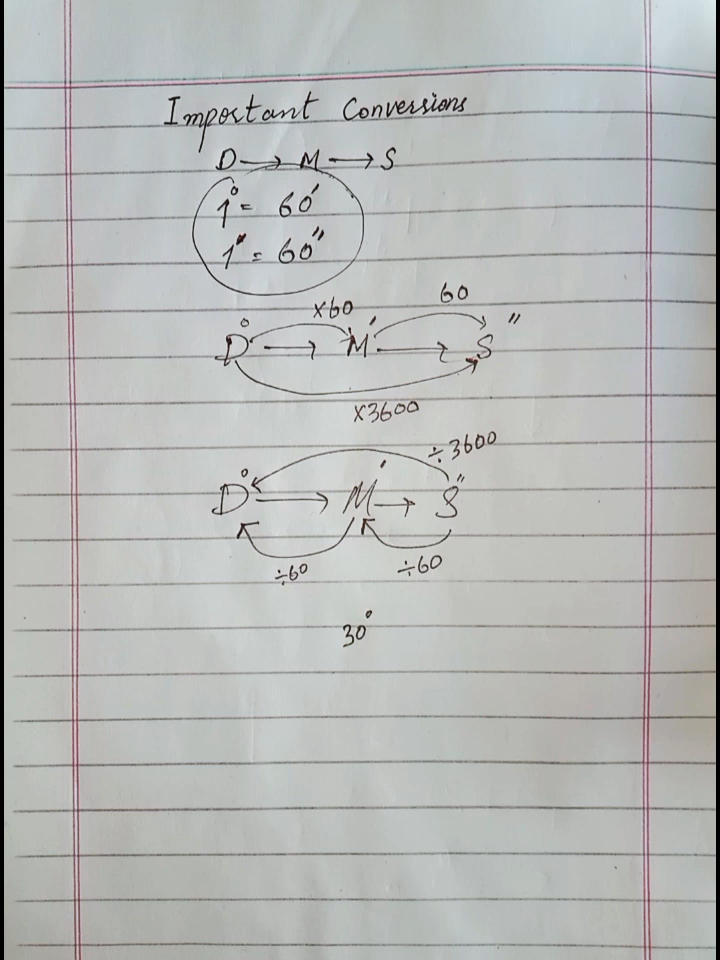 Important Conversions
D → M → S
1° = 60'
1' = 60"
×60 60
D° → M' → S"
×3600
÷3600
D° → M' → S"
÷60 ÷60
30°